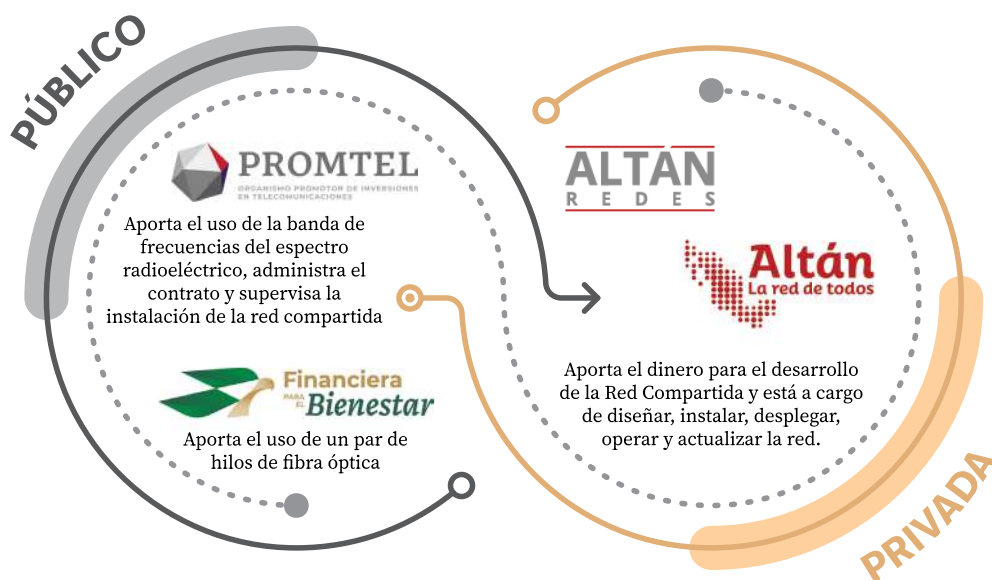 PÚBLICO
PROMTEL
ORGANISMO PROMOTOR DE INVERSIONES
EN TELECOMUNICACIONES
Aporta el uso de la banda de
frecuencias del espectro
radioeléctrico, administra el
contrato y supervisa la
instalación de la red compartida
Financiera
PARA EL Bienestar
Aporta el uso de un par de
hilos de fibra óptica
ALTÁN
REDES
Altán
La red de todos
Aporta el dinero para el desarrollo
de la Red Compartida y está a cargo
de diseñar, instalar, desplegar,
operar y actualizar la red.
PRIVADA